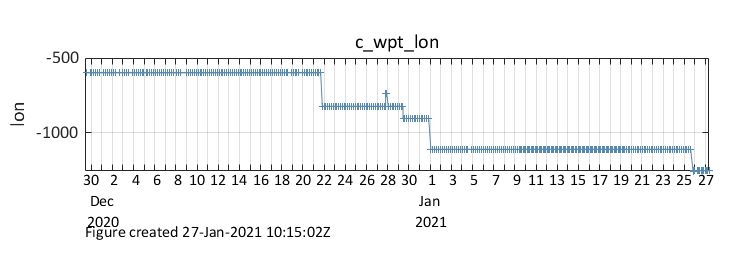 c_wpt_lon
-500
-1000
lon
30 2 4 6 8 10 12 14 16 18 20 22 24 26 28 30 1 3 5 7 9 11 13 15 17 19 21 23 25 27
Dec Jan
2020 2021
Figure created 27-Jan-2021 10:15:02Z